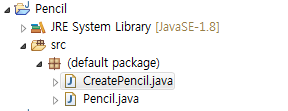 Pencil
JRE System Library [JavaSE-1.8]
src
(default package)
CreatePencil.java
Pencil.java